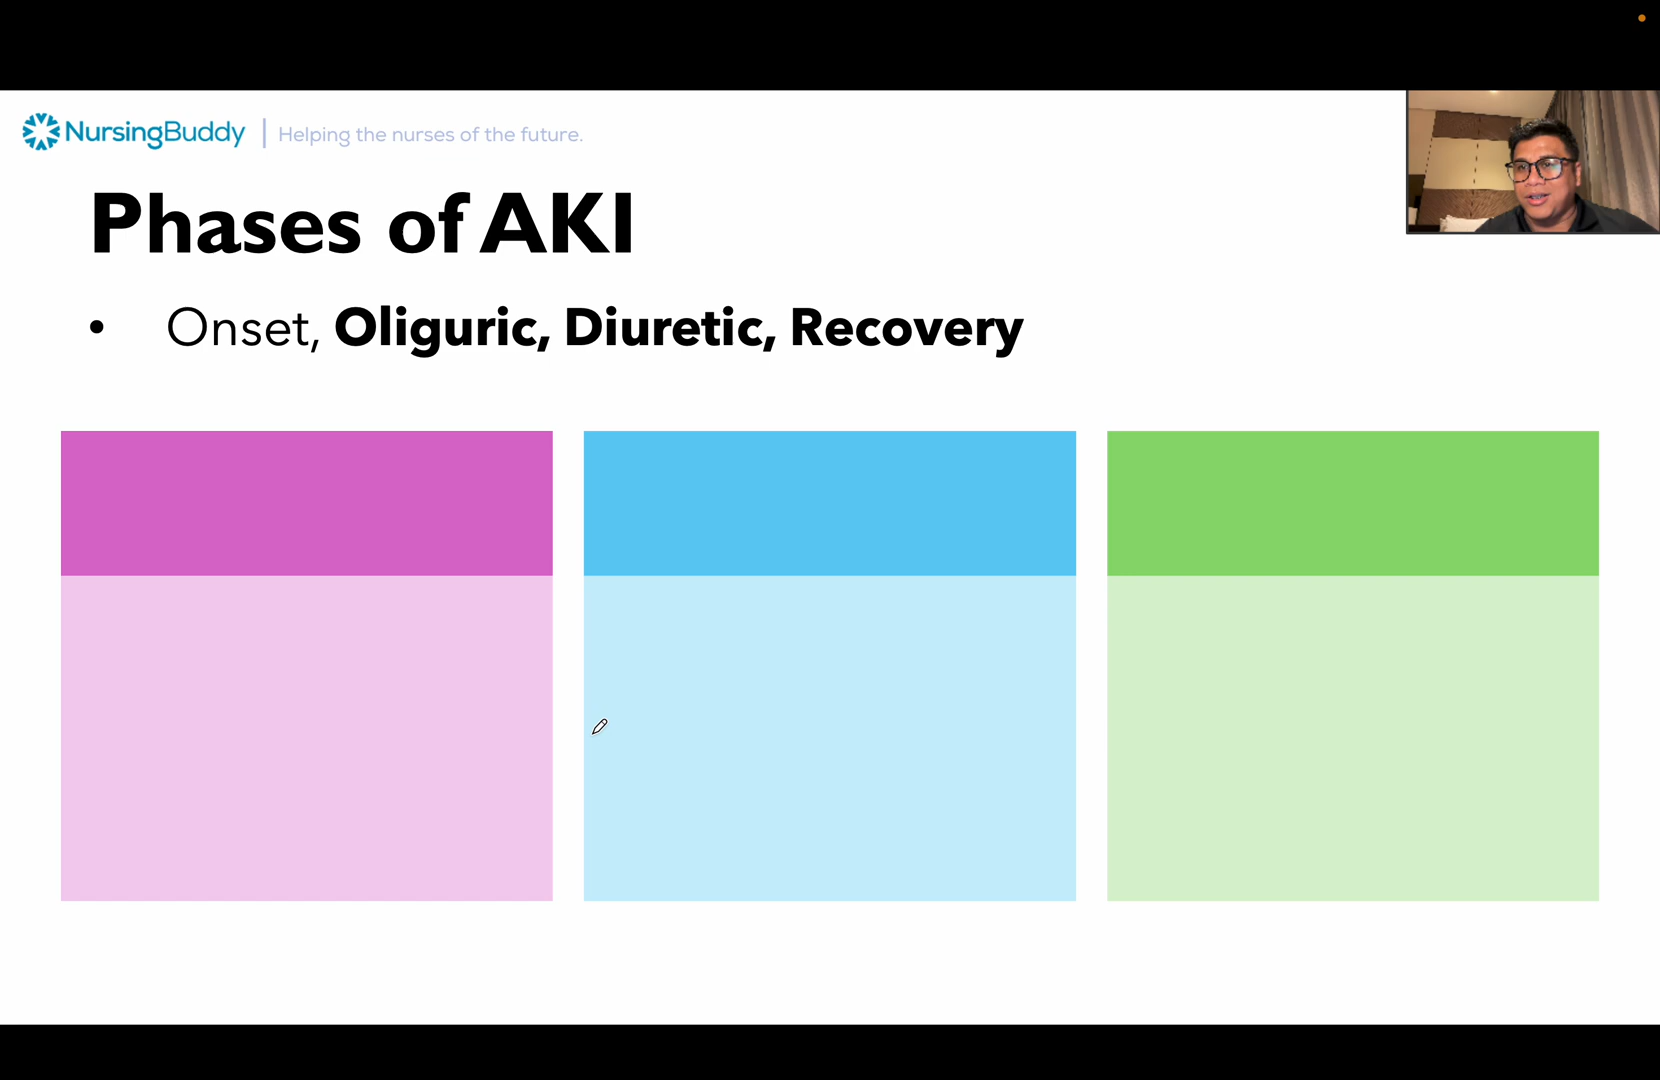 NursingBuddy | Helping the nurses of the future.
Phases of AKI
• Onset, Oliguric, Diuretic, Recovery